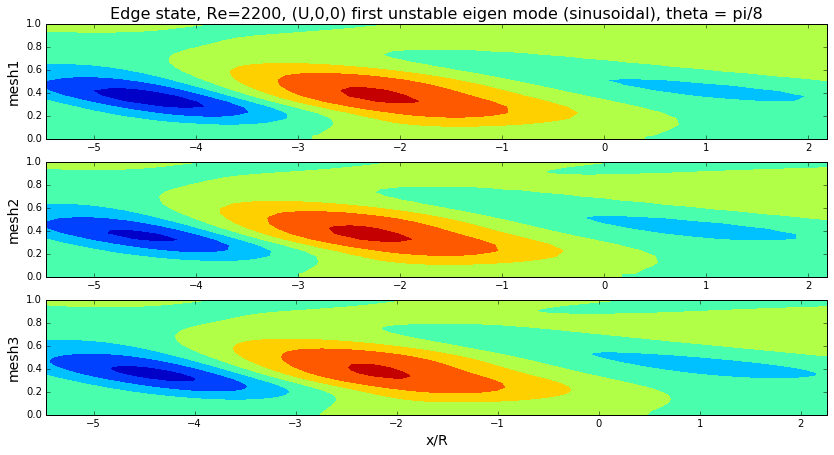 Edge state, Re=2200, (U,0,0) first unstable eigen mode (sinusoidal), theta = pi/8
mesh1
1.0
0.8
0.6
0.4
0.2
0.0
−5 −4 −3 −2 −1 0 1 2
mesh2
1.0
0.8
0.6
0.4
0.2
0.0
−5 −4 −3 −2 −1 0 1 2
mesh3
1.0
0.8
0.6
0.4
0.2
0.0
−5 −4 −3 −2 −1 0 1 2
x/R